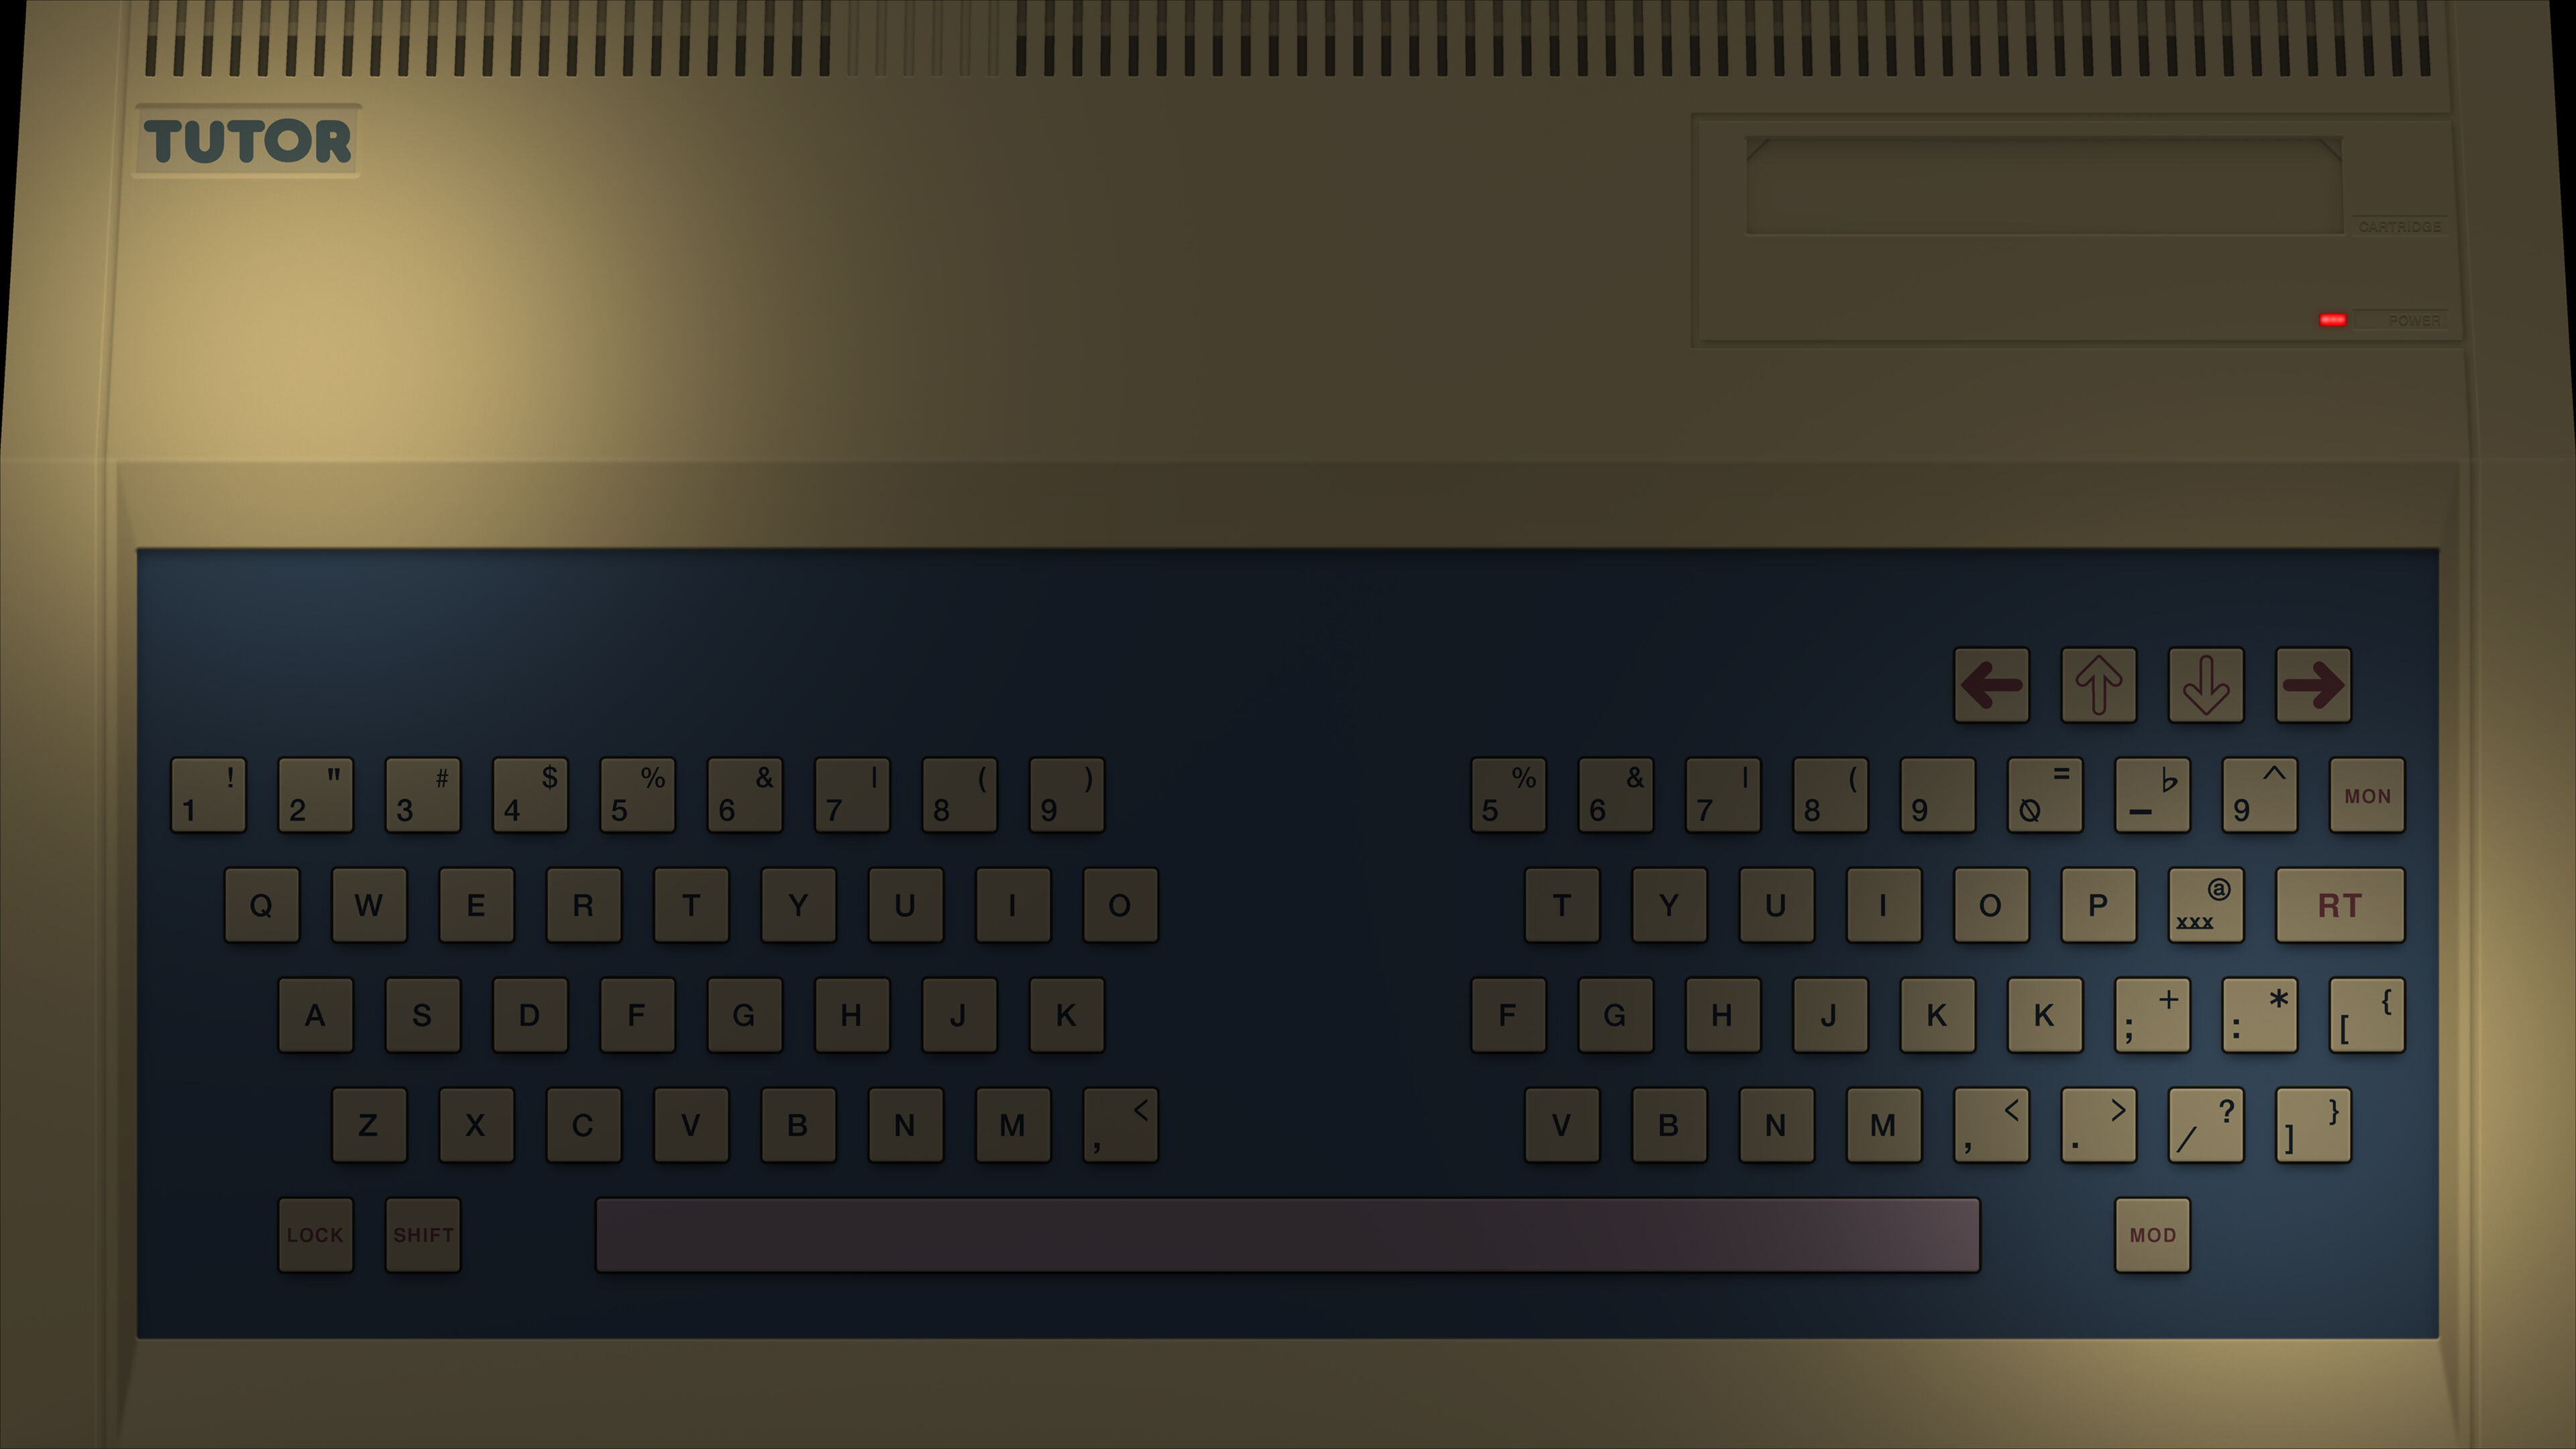 TUTOR
CARTRIDGE
POWER
← ↑ ↓ →
1 ! 2 " 3 # 4 $ 5 % 6 & 7 | 8 ( 9 ) 5 % 6 & 7 | 8 ( 9 Ø = – ♭ 9 ^ MON
Q W E R T Y U I O T Y U I O P xxx @ RT
A S D F G H J K F G H J K K ; + : * [ {
Z X C V B N M , < V B N M , < . > / ? ] }
LOCK SHIFT MOD